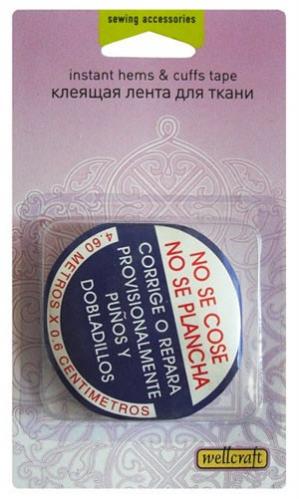 sewing accessories
instant hems & cuffs tape
клеящая лента для ткани
NO SE COSE
NO SE PLANCHA
CORRIGE O REPARA
PROVISIONALMENTE
PUÑOS Y
DOBLADILLOS
4.60 METROS X 0.6 CENTIMETROS
wellcraft